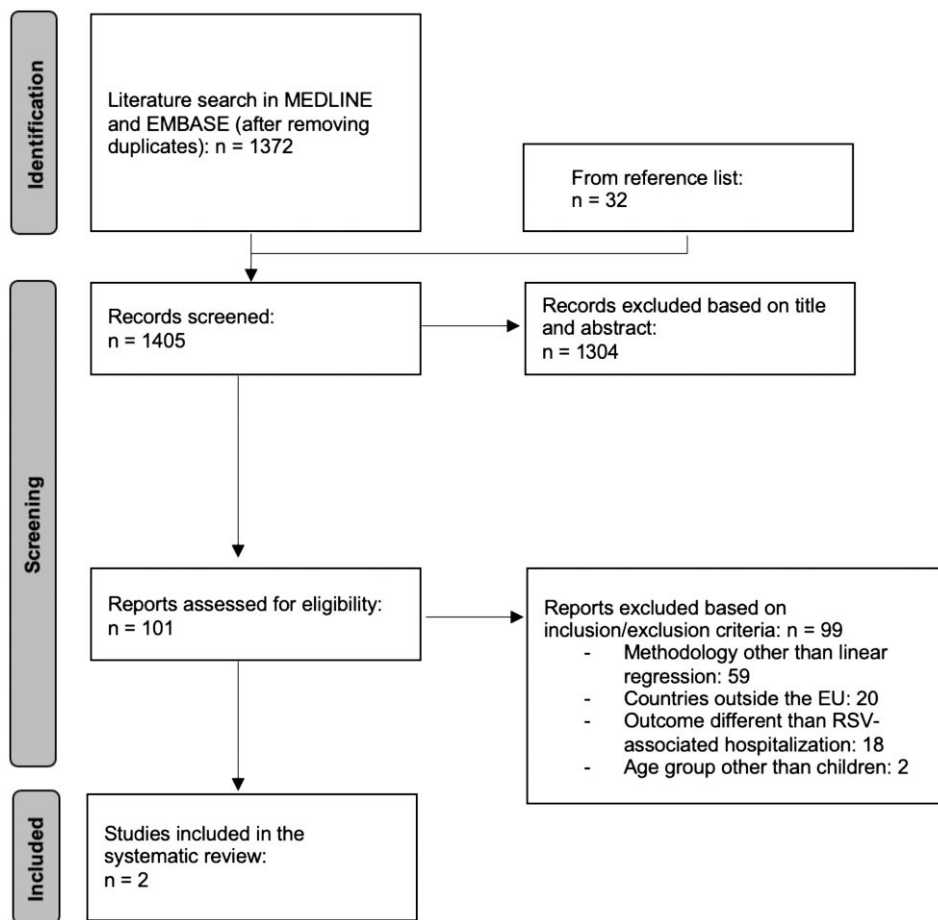 Identification
Literature search in MEDLINE
and EMBASE (after removing
duplicates): n = 1372
From reference list:
n = 32
Screening
Records screened:
n = 1405
Records excluded based on title
and abstract:
n = 1304
Reports assessed for eligibility:
n = 101
Reports excluded based on
inclusion/exclusion criteria: n = 99
- Methodology other than linear
regression: 59
- Countries outside the EU: 20
- Outcome different than RSV-
associated hospitalization: 18
- Age group other than children: 2
Included
Studies included in the
systematic review:
n = 2